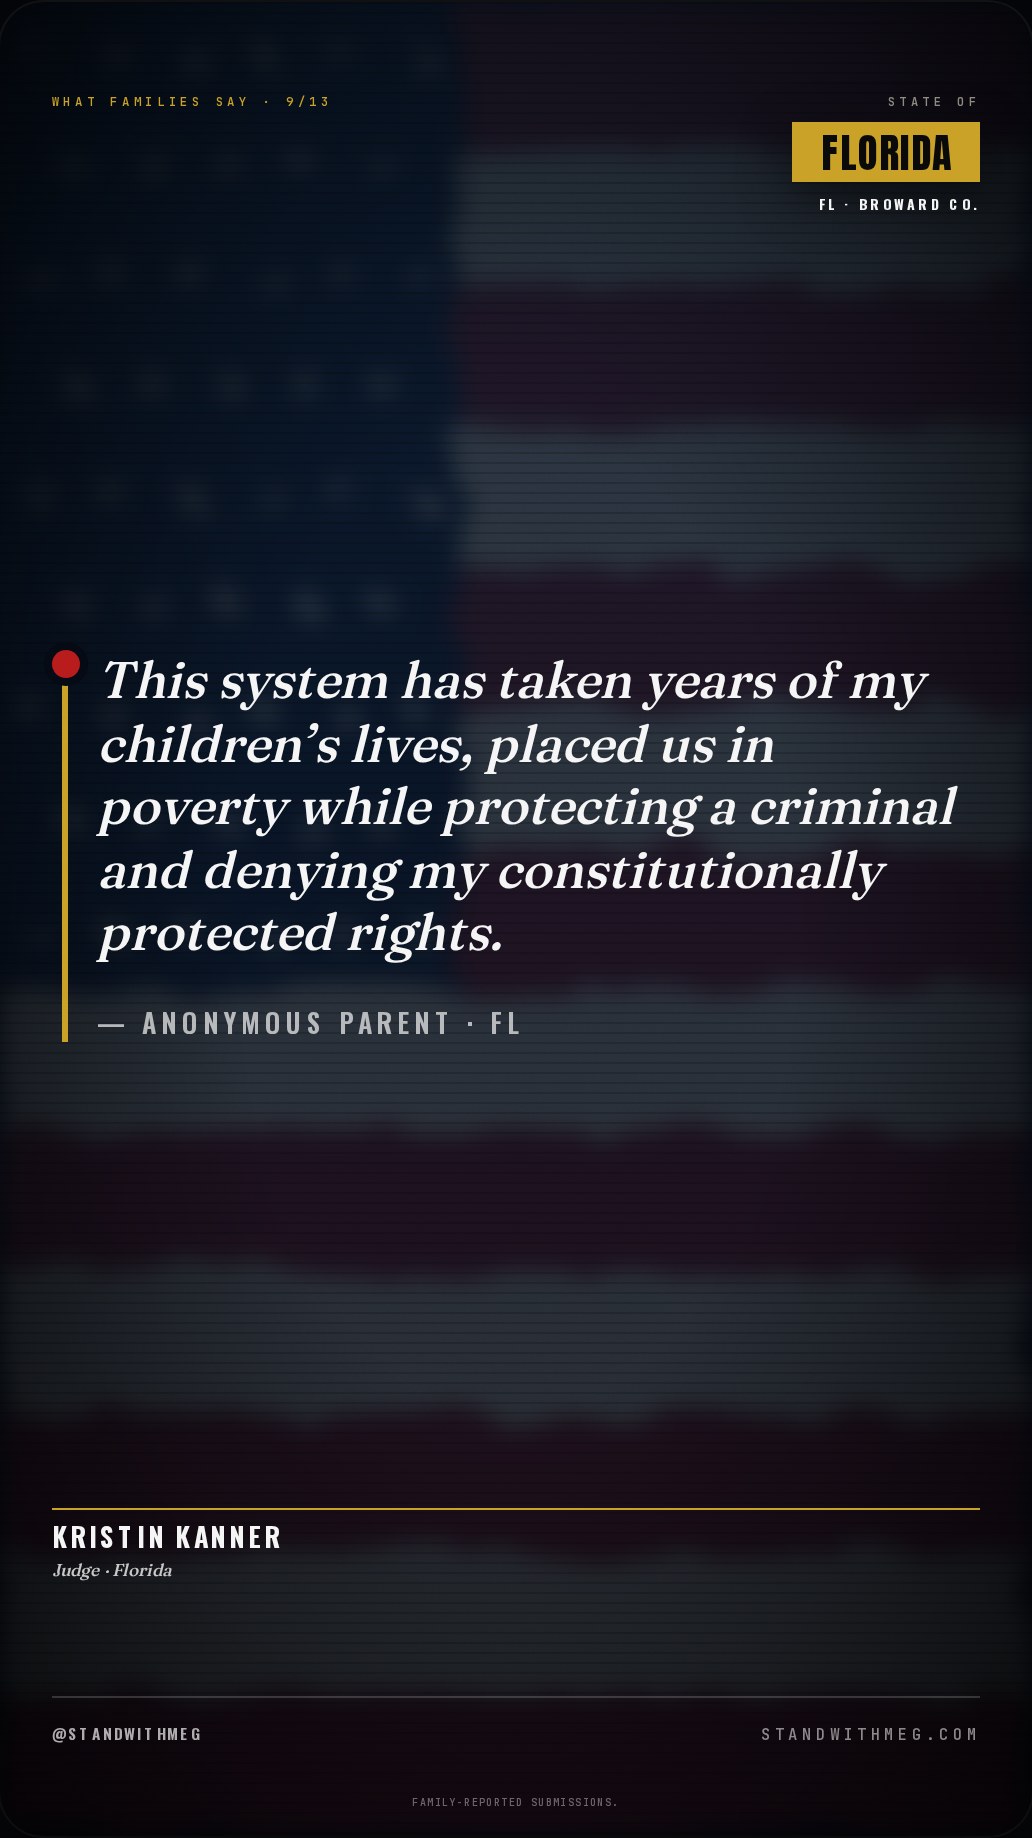 WHAT FAMILIES SAY · 9/13
STATE OF
FLORIDA
FL · BROWARD CO.
This system has taken years of my
children’s lives, placed us in
poverty while protecting a criminal
and denying my constitutionally
protected rights.
— ANONYMOUS PARENT · FL
KRISTIN KANNER
Judge · Florida
@STANDWITHMEG
STANDWITHMEG.COM
FAMILY-REPORTED SUBMISSIONS.